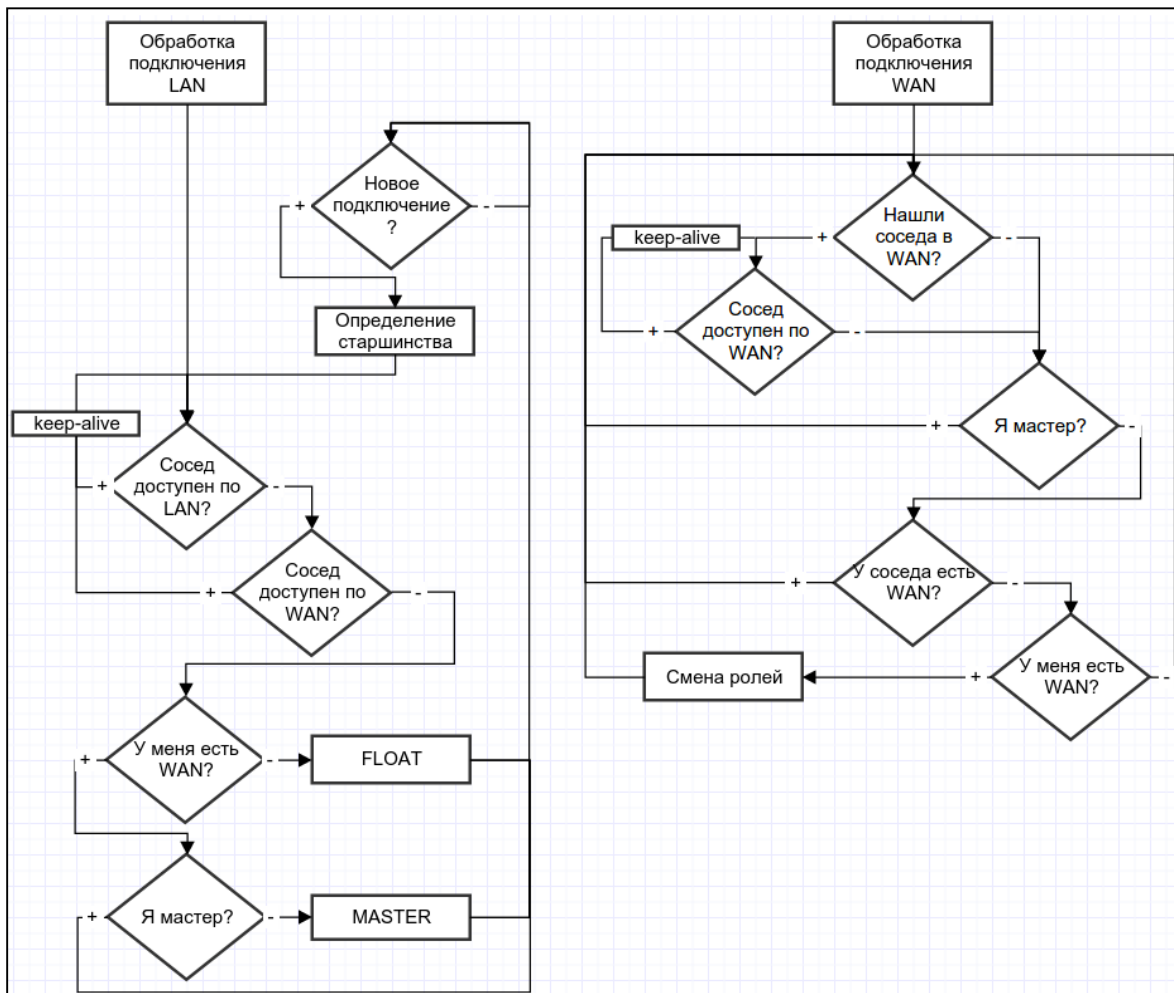 Обработка
подключения
LAN
Новое
подключение
?
+
-
Определение
старшинства
keep-alive
Сосед
доступен по
LAN?
+
-
Сосед
доступен по
WAN?
+
-
У меня есть
WAN?
+
-
FLOAT
Я мастер?
+
-
MASTER
Обработка
подключения
WAN
Нашли
соседа в
WAN?
+
-
keep-alive
Сосед
доступен по
WAN?
+
-
Я мастер?
+
-
У соседа есть
WAN?
+
-
У меня есть
WAN?
+
-
Смена ролей